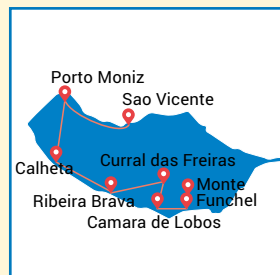 Porto Moniz
Sao Vicente
Curral das Freiras
Calheta
Monte
Ribeira Brava
Funchel
Camara de Lobos